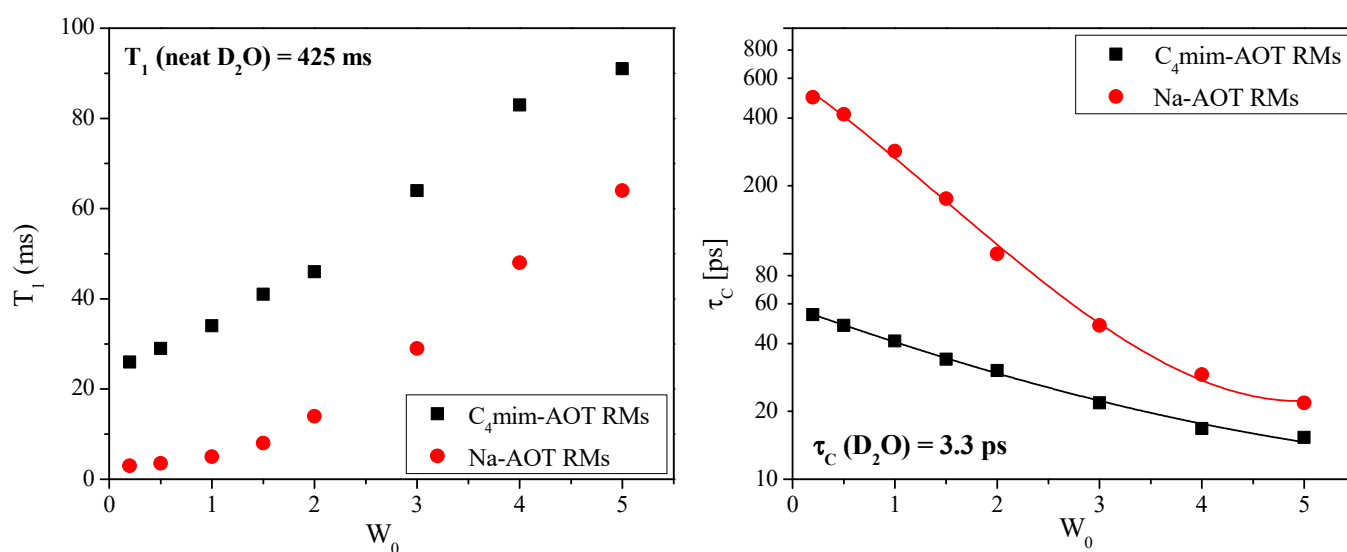 T₁ (neat D₂O) = 425 ms
100
80
60
40
20
0
T₁ (ms)
C₄mim-AOT RMs
Na-AOT RMs
0 1 2 3 4 5
W₀
C₄mim-AOT RMs
Na-AOT RMs
800
600
400
200
80
60
40
20
10
τ_C [ps]
τ_C (D₂O) = 3.3 ps
0 1 2 3 4 5
W₀